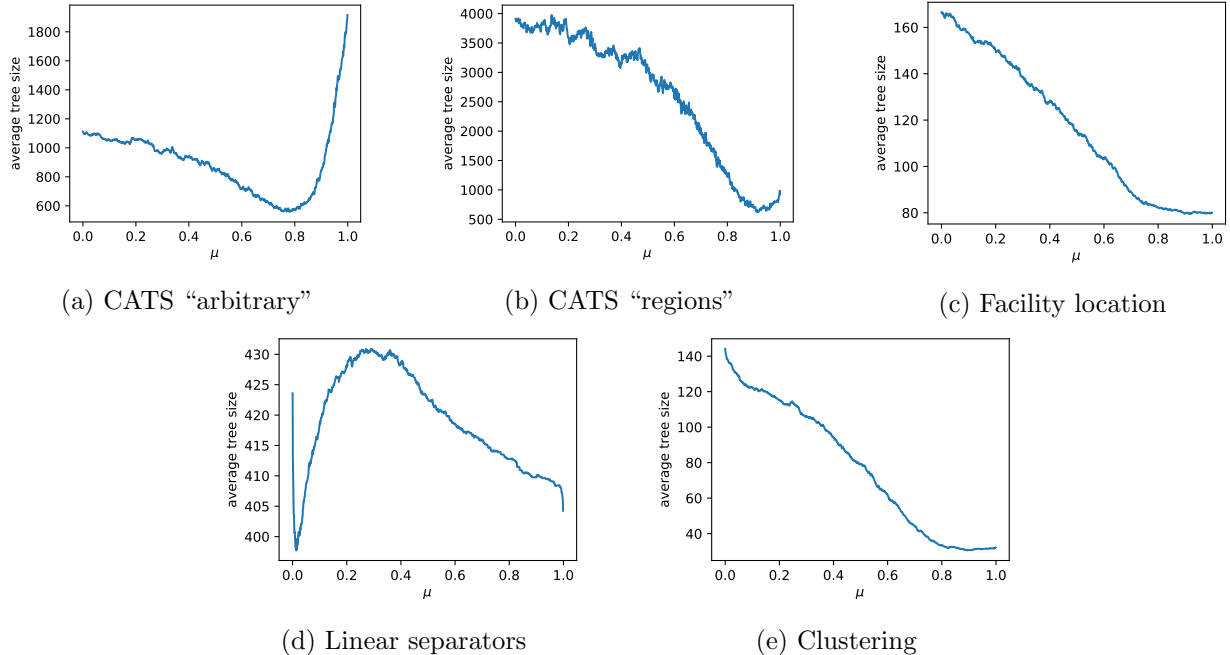 1800
1600
1400
1200
1000
800
600
average tree size
0.0 0.2 0.4 0.6 0.8 1.0
μ
(a) CATS “arbitrary”
4000
3500
3000
2500
2000
1500
1000
500
average tree size
0.0 0.2 0.4 0.6 0.8 1.0
μ
(b) CATS “regions”
160
140
120
100
80
average tree size
0.0 0.2 0.4 0.6 0.8 1.0
μ
(c) Facility location
430
425
420
415
410
405
400
average tree size
0.0 0.2 0.4 0.6 0.8 1.0
μ
(d) Linear separators
140
120
100
80
60
40
average tree size
0.0 0.2 0.4 0.6 0.8 1.0
μ
(e) Clustering